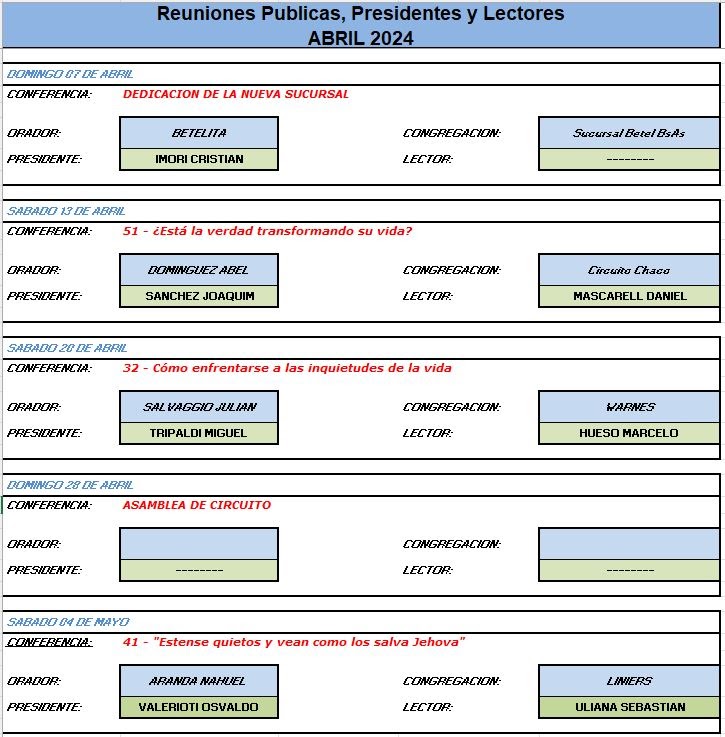 Reuniones Publicas, Presidentes y Lectores
ABRIL 2024
DOMINGO 07 DE ABRIL
CONFERENCIA: DEDICACION DE LA NUEVA SUCURSAL
ORADOR: BETELITA CONGREGACION: Sucursal Betel BsAs
PRESIDENTE: IMORI CRISTIAN LECTOR: --------
SABADO 13 DE ABRIL
CONFERENCIA: 51 - ¿Está la verdad transformando su vida?
ORADOR: DOMINGUEZ ABEL CONGREGACION: Circuito Chaco
PRESIDENTE: SANCHEZ JOAQUIM LECTOR: MASCARELL DANIEL
SABADO 20 DE ABRIL
CONFERENCIA: 32 - Cómo enfrentarse a las inquietudes de la vida
ORADOR: SALVAGGIO JULIAN CONGREGACION: WARNES
PRESIDENTE: TRIPALDI MIGUEL LECTOR: HUESO MARCELO
DOMINGO 28 DE ABRIL
CONFERENCIA: ASAMBLEA DE CIRCUITO
ORADOR: CONGREGACION:
PRESIDENTE: -------- LECTOR: --------
SABADO 04 DE MAYO
CONFERENCIA: 41 - "Estense quietos y vean como los salva Jehova"
ORADOR: ARANDA NAHUEL CONGREGACION: LINIERS
PRESIDENTE: VALERIOTI OSVALDO LECTOR: ULIANA SEBASTIAN